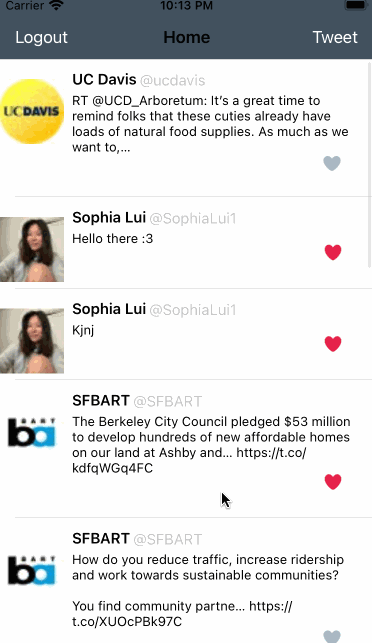 Carrier 10:13 PM
Logout Home Tweet
UC Davis @ucdavis
RT @UCD_Arboretum: It's a great time to
remind folks that these cuties already have
loads of natural food supplies. As much as we
want to,...
UCDAVIS
Sophia Lui @SophiaLui1
Hello there :3
Sophia Lui @SophiaLui1
Kjnj
SFBART @SFBART
The Berkeley City Council pledged $53 million
to develop hundreds of new affordable homes
on our land at Ashby and... https://t.co/
kdfqWGq4FC
BART
ba
SFBART @SFBART
How do you reduce traffic, increase ridership
and work towards sustainable communities?
You find community partne... https://
t.co/XUOcPBk97C
BART
ba